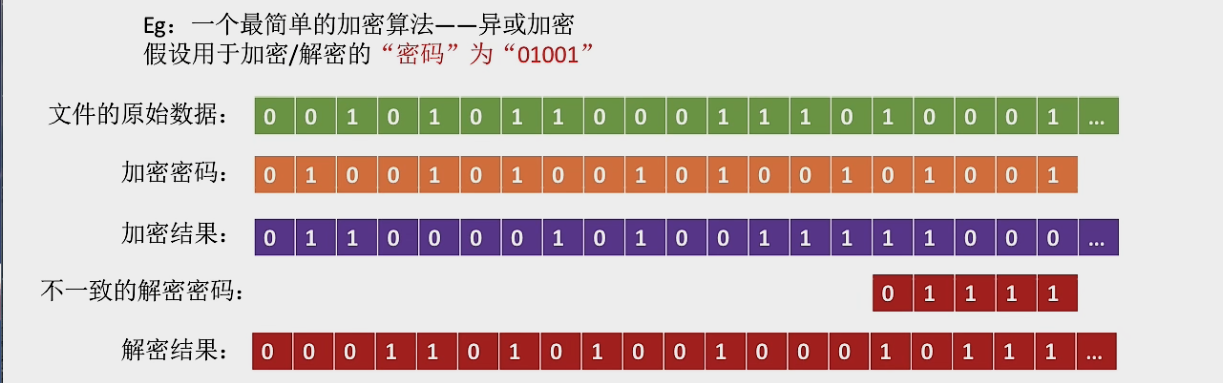 Eg：一个最简单的加密算法——异或加密
假设用于加密/解密的“密码”为“01001”
文件的原始数据： 0 0 1 0 1 0 1 1 0 0 0 1 1 1 0 1 0 0 0 1 ...
加密密码： 0 1 0 0 1 0 1 0 0 1 0 1 0 0 1 0 1 0 0 1
加密结果： 0 1 1 0 0 0 0 1 0 1 0 0 1 1 1 1 1 0 0 0 ...
不一致的解密密码： 0 1 1 1 1
解密结果： 0 0 0 1 1 0 1 0 1 0 0 1 0 0 0 1 0 1 1 1 ...